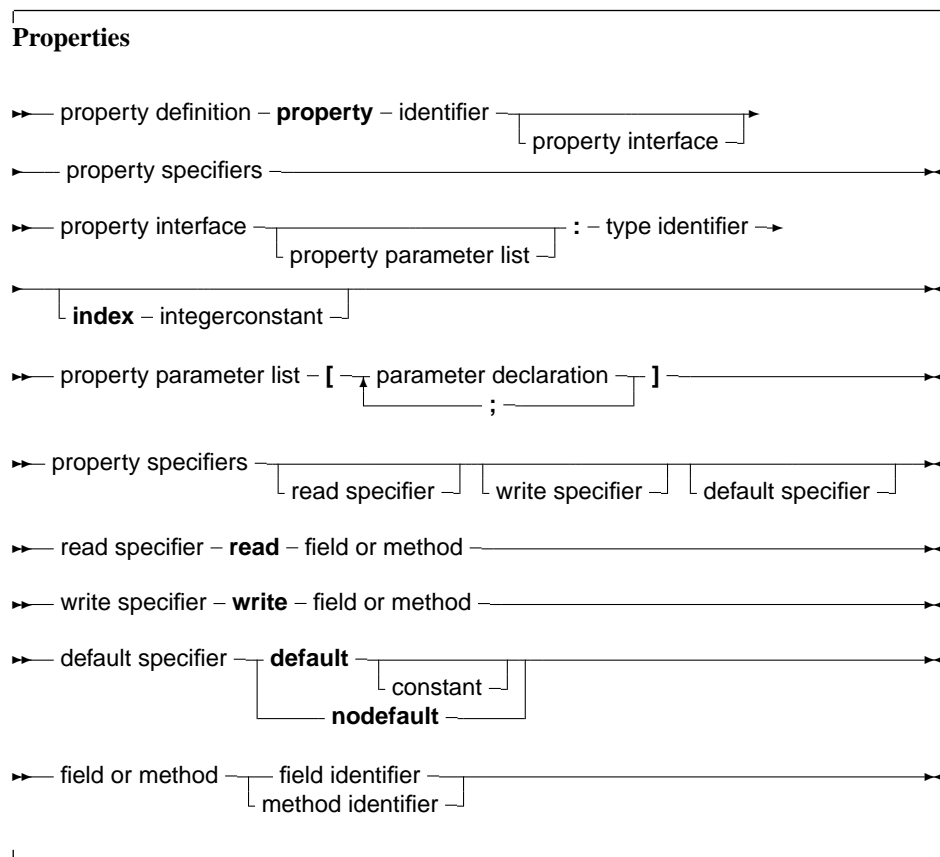 Properties
property definition – property – identifier
property interface
property specifiers
property interface : – type identifier
property parameter list
index – integerconstant
property parameter list – [ parameter declaration ]
;
property specifiers
read specifier write specifier default specifier
read specifier – read – field or method
write specifier – write – field or method
default specifier default
constant
nodefault
field or method field identifier
method identifier